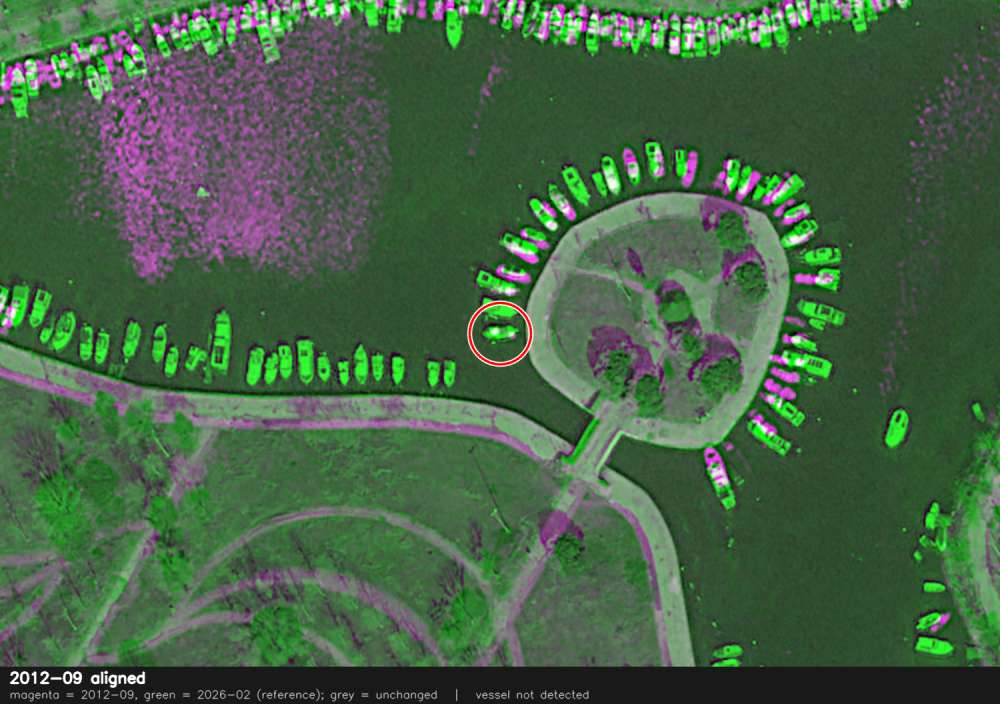 2012-09 aligned
magenta = 2012-09, green = 2026-02 (reference); grey = unchanged | vessel not detected